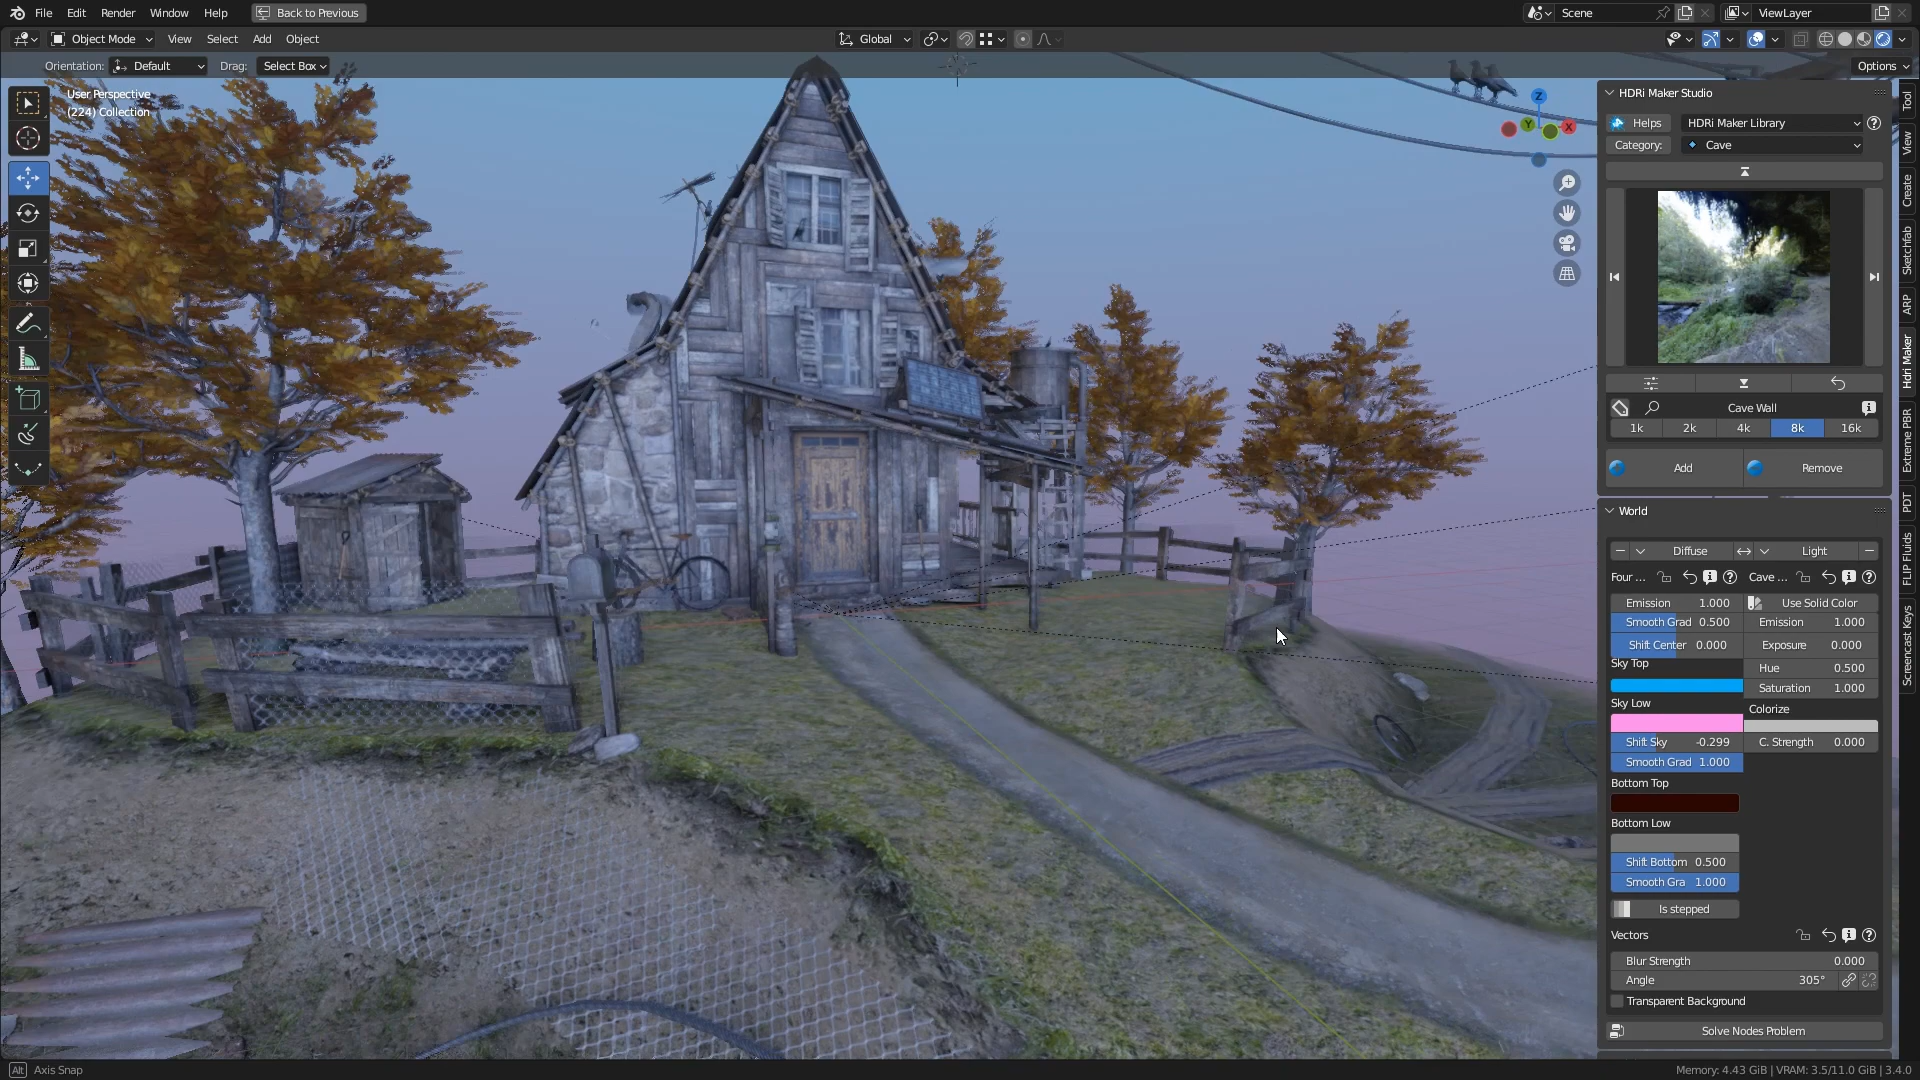 File Edit Render Window Help Back to Previous Scene ViewLayer
Object Mode View Select Add Object Global
Orientation: Default Drag: Select Box Options
User Perspective
(224) Collection
Z
Y
X
HDRi Maker Studio
Helps HDRi Maker Library
Category: Cave
Cave Wall
1k 2k 4k 8k 16k
Add Remove
World
Diffuse Light
Four ... Cave ...
Emission 1.000 Use Solid Color
Smooth Grad 0.500 Emission 1.000
Shift Center 0.000 Exposure 0.000
Sky Top Hue 0.500
Saturation 1.000
Sky Low Colorize
Shift Sky -0.299 C. Strength 0.000
Smooth Grad 1.000
Bottom Top
Bottom Low
Shift Bottom 0.500
Smooth Gra 1.000
Is stepped
Vectors
Blur Strength 0.000
Angle 305°
Transparent Background
Solve Nodes Problem
Tool
View
Create
Sketchfab
ARP
Hdri Maker
Extreme PBR
PDT
FLIP Fluids
Screencast Keys
Alt Axis Snap Memory: 4.43 GiB | VRAM: 3.5/11.0 GiB | 3.4.0